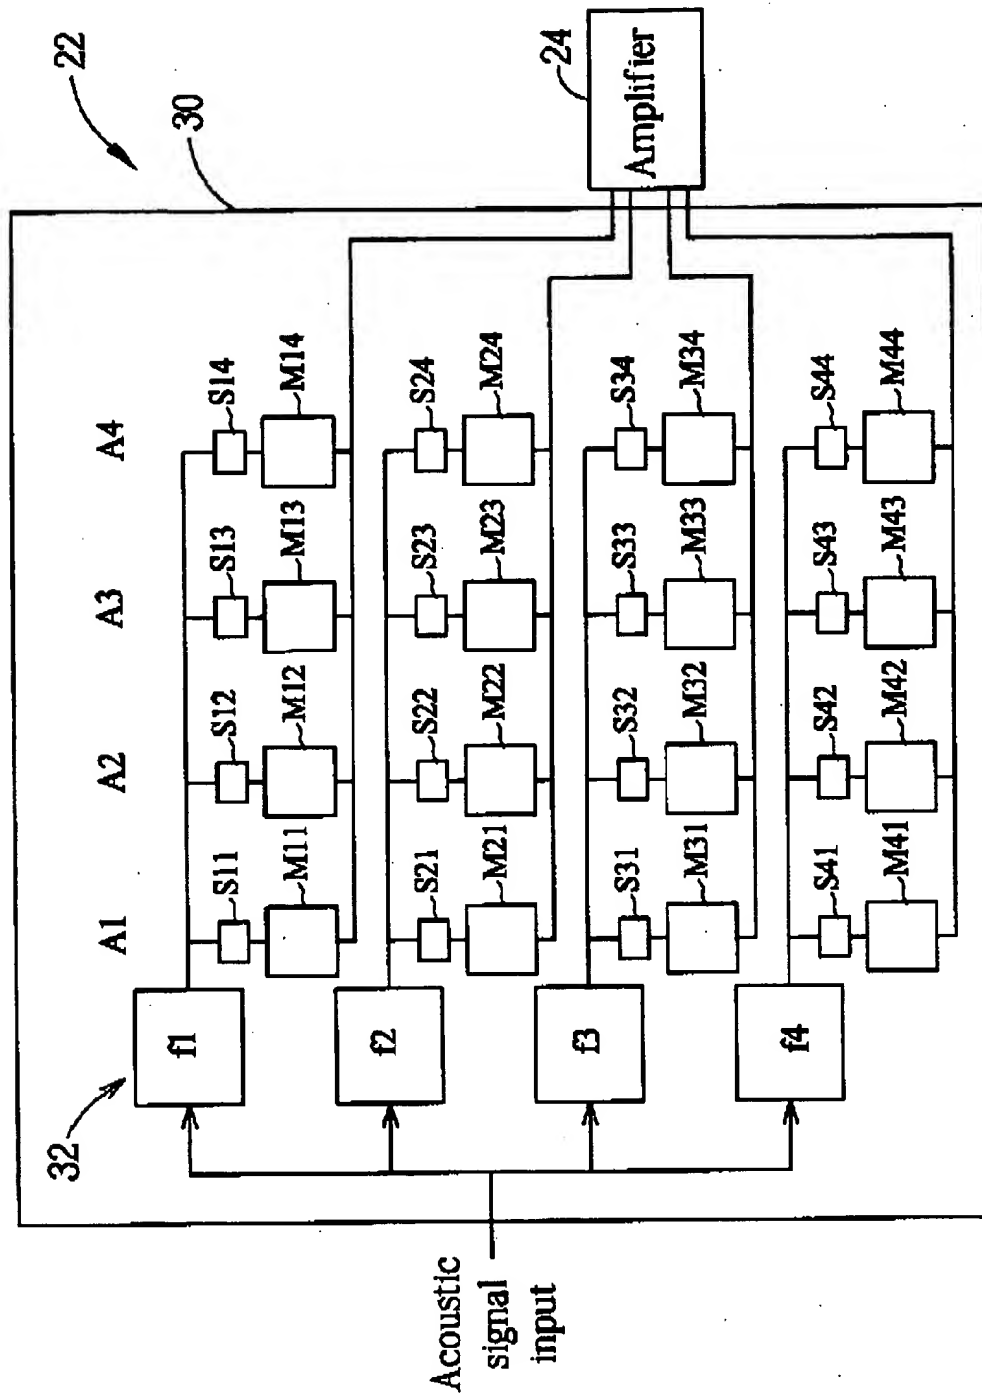 22
30
32
A1 A2 A3 A4
f1
S11 S12 S13 S14
M11 M12 M13 M14
f2
S21 S22 S23 S24
M21 M22 M23 M24
f3
S31 S32 S33 S34
M31 M32 M33 M34
f4
S41 S42 S43 S44
M41 M42 M43 M44
Acoustic
signal
input
24
Amplifier